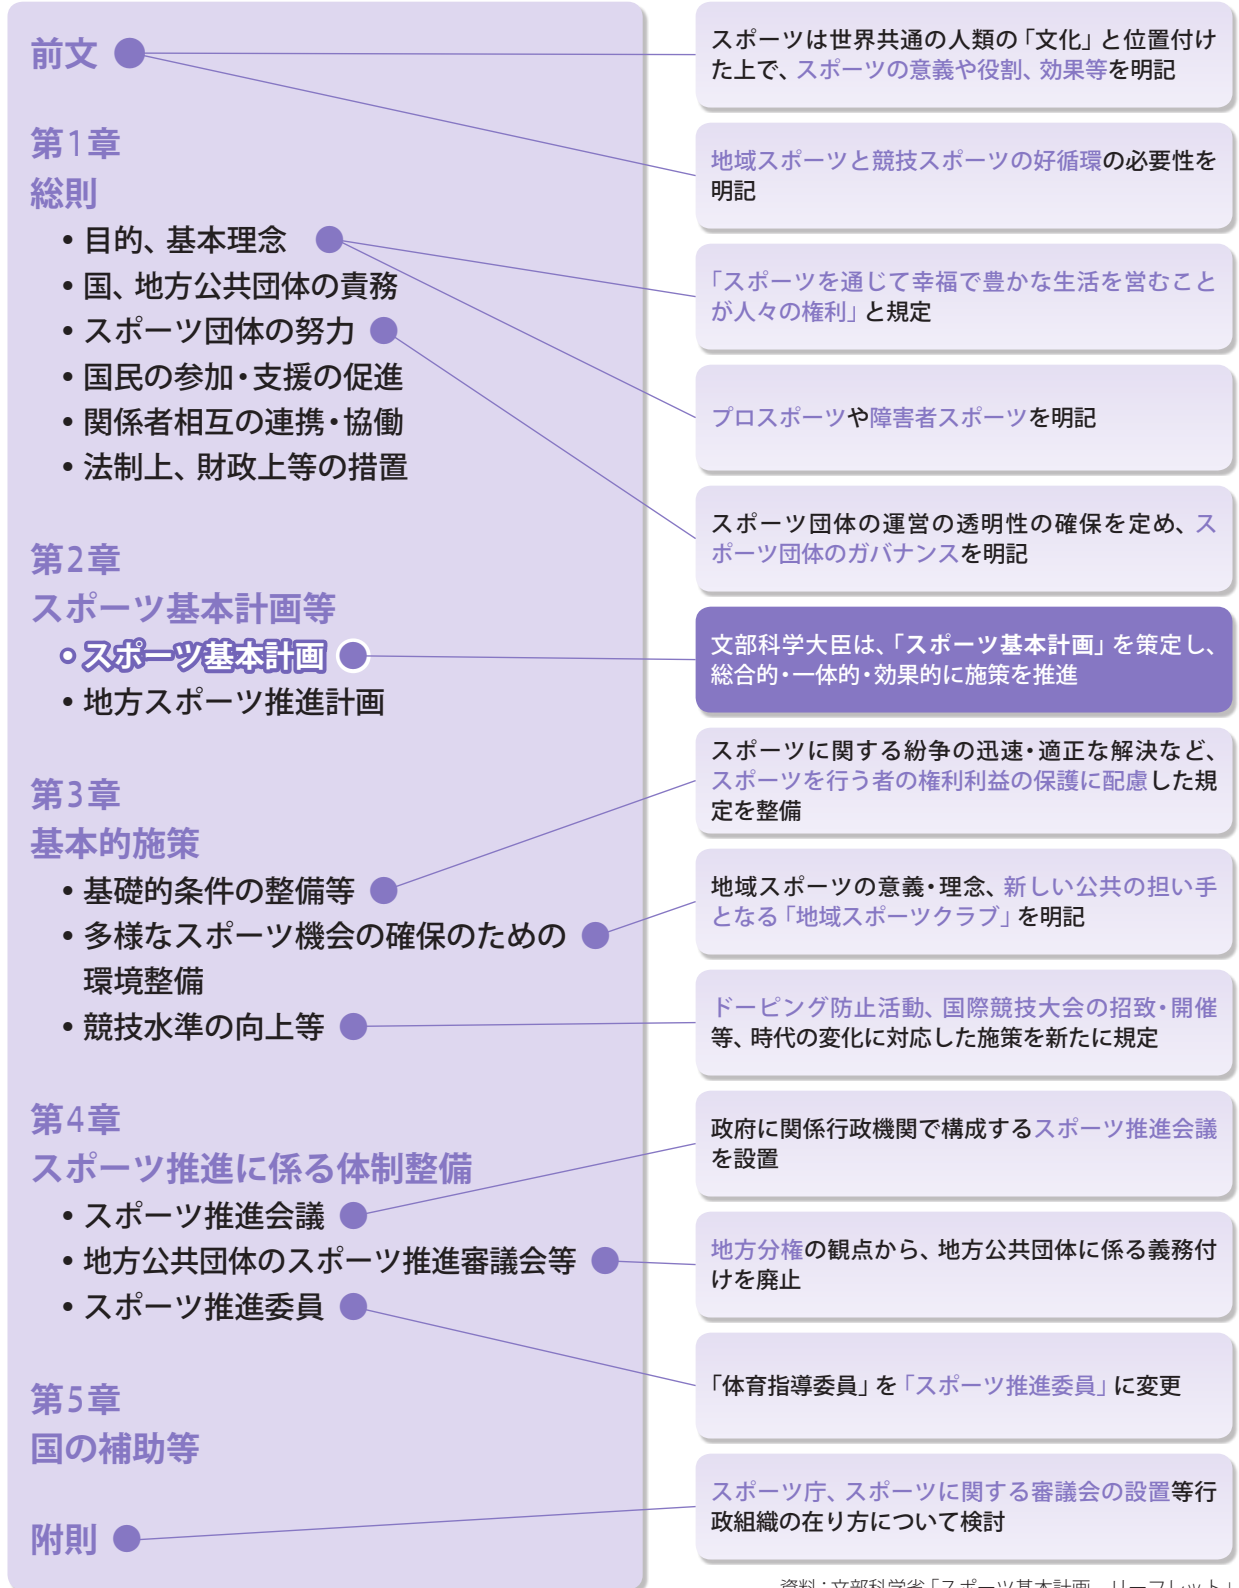 前文
第1章
総則
•目的、基本理念
•国、地方公共団体の責務
•スポーツ団体の努力
•国民の参加・支援の促進
•関係者相互の連携・協働
•法制上、財政上等の措置
第2章
スポーツ基本計画等
•スポーツ基本計画
•地方スポーツ推進計画
第3章
基本的施策
•基礎的条件の整備等
•多様なスポーツ機会の確保のための
環境整備
•競技水準の向上等
第4章
スポーツ推進に係る体制整備
•スポーツ推進会議
•地方公共団体のスポーツ推進審議会等
•スポーツ推進委員
第5章
国の補助等
附則
スポーツは世界共通の人類の「文化」と位置付け
た上で、スポーツの意義や役割、効果等を明記
地域スポーツと競技スポーツの好循環の必要性を
明記
「スポーツを通じて幸福で豊かな生活を営むこと
が人々の権利」と規定
プロスポーツや障害者スポーツを明記
スポーツ団体の運営の透明性の確保を定め、ス
ポーツ団体のガバナンスを明記
文部科学大臣は、「スポーツ基本計画」を策定し、
総合的・一体的・効果的に施策を推進
スポーツに関する紛争の迅速・適正な解決など、
スポーツを行う者の権利利益の保護に配慮した規
定を整備
地域スポーツの意義・理念、新しい公共の担い手
となる「地域スポーツクラブ」を明記
ドーピング防止活動、国際競技大会の招致・開催
等、時代の変化に対応した施策を新たに規定
政府に関係行政機関で構成するスポーツ推進会議
を設置
地方分権の観点から、地方公共団体に係る義務付
けを廃止
「体育指導委員」を「スポーツ推進委員」に変更
スポーツ庁、スポーツに関する審議会の設置等行
政組織の在り方について検討
資料：文部科学省「スポーツ基本計画　リーフレット」